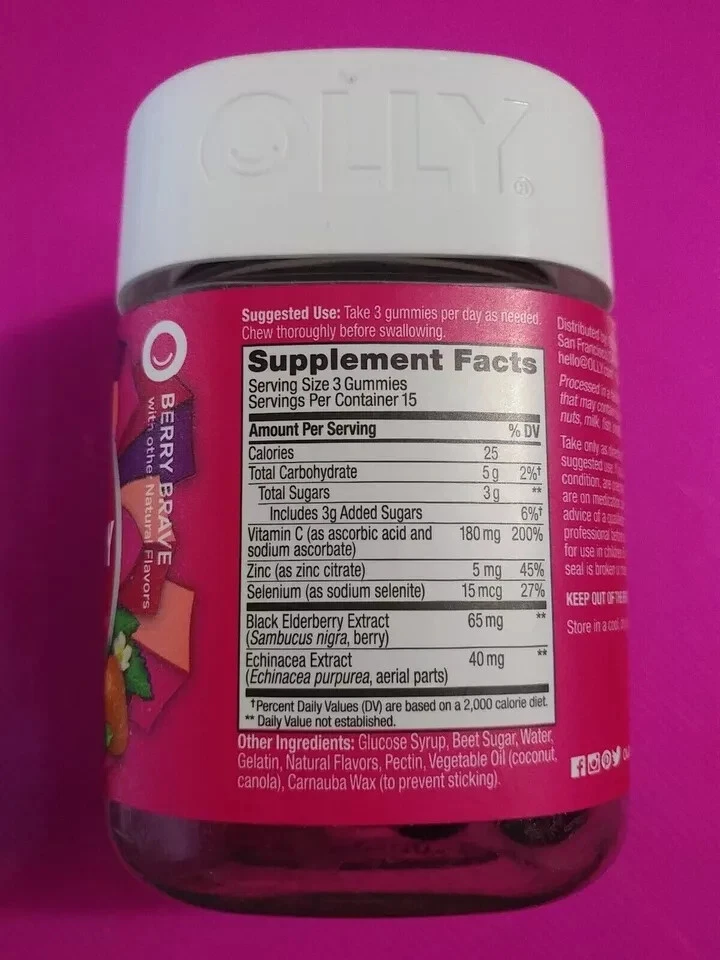 OLLY®
Suggested Use: Take 3 gummies per day as needed.
Chew thoroughly before swallowing.
Supplement Facts
Serving Size 3 Gummies
Servings Per Container 15
Amount Per Serving % DV
Calories 25
Total Carbohydrate 5 g 2%†
Total Sugars 3 g **
Includes 3g Added Sugars 6%†
Vitamin C (as ascorbic acid and 180 mg 200%
sodium ascorbate)
Zinc (as zinc citrate) 5 mg 45%
Selenium (as sodium selenite) 15 mcg 27%
Black Elderberry Extract 65 mg **
(Sambucus nigra, berry)
Echinacea Extract 40 mg **
(Echinacea purpurea, aerial parts)
†Percent Daily Values (DV) are based on a 2,000 calorie diet.
** Daily Value not established.
Other Ingredients: Glucose Syrup, Beet Sugar, Water,
Gelatin, Natural Flavors, Pectin, Vegetable Oil (coconut,
canola), Carnauba Wax (to prevent sticking).
BERRY BRAVE
with other Natural Flavors
Distributed
San
hello@OLLY
Processed in a
that may
nuts, milk,
Take only as
suggested use.
condition, are
are on
advice of a
professional
for use in
seal is broken
KEEP OUT OF
Store in a cool,